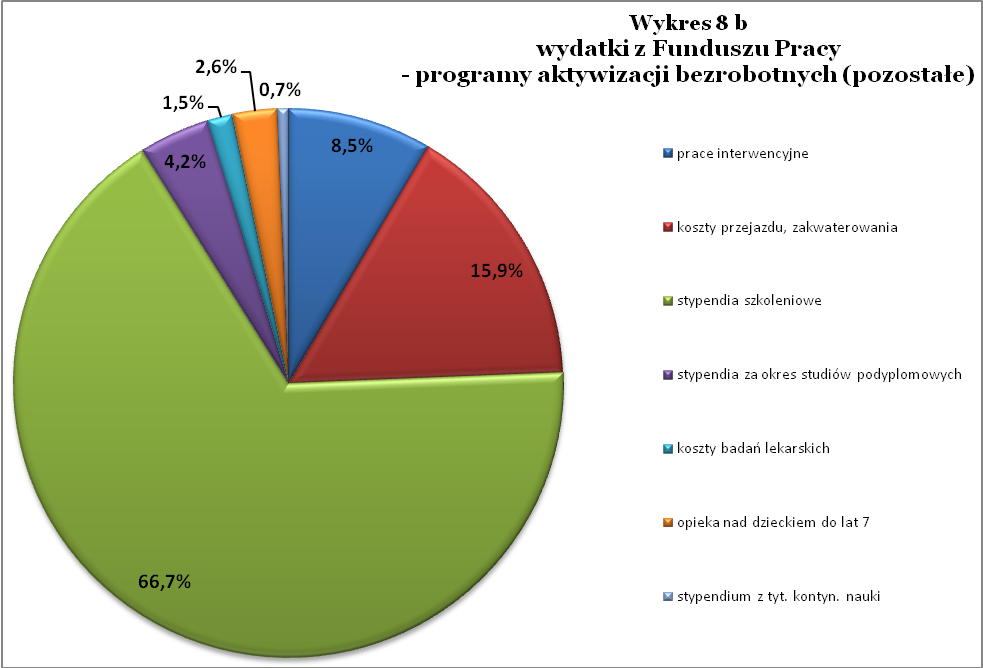 Wykres 8 b
wydatki z Funduszu Pracy
- programy aktywizacji bezrobotnych (pozostałe)
2,6%
0,7%
1,5%
8,5%
4,2%
15,9%
66,7%
prace interwencyjne
koszty przejazdu, zakwaterowania
stypendia szkoleniowe
stypendia za okres studiów podyplomowych
koszty badań lekarskich
opieka nad dzieckiem do lat 7
stypendium z tyt. kontyn. nauki